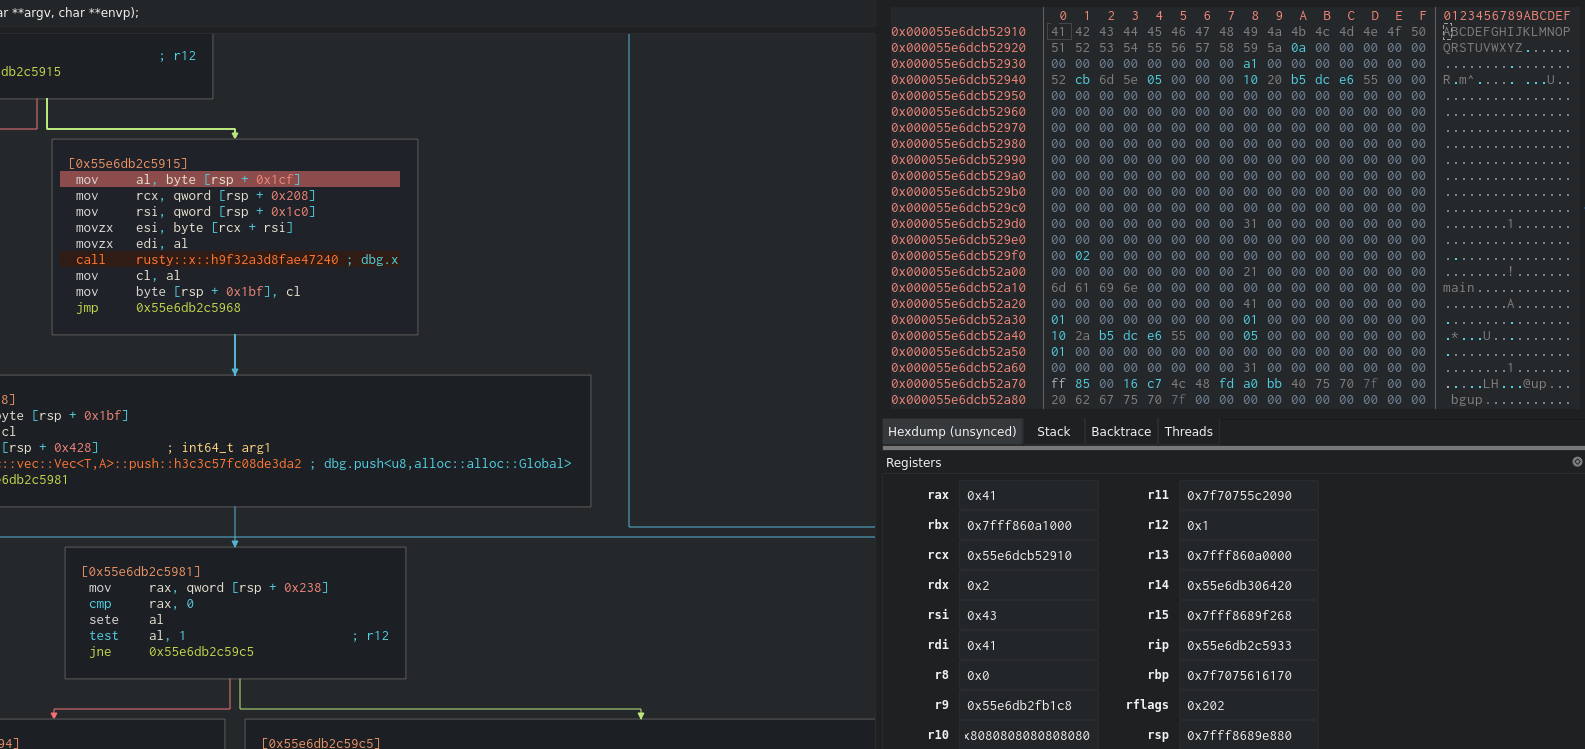 ar **argv, char **envp);
; r12
db2c5915
[0x55e6db2c5915]
mov al, byte [rsp + 0x1cf]
mov rcx, qword [rsp + 0x208]
mov rsi, qword [rsp + 0x1c0]
movzx esi, byte [rcx + rsi]
movzx edi, al
call rusty::x::h9f32a3d8fae47240 ; dbg.x
mov cl, al
mov byte [rsp + 0x1bf], cl
jmp 0x55e6db2c5968
8]
yte [rsp + 0x1bf]
cl
[rsp + 0x428] ; int64_t arg1
::vec::Vec<T,A>::push::h3c3c57fc08de3da2 ; dbg.push<u8,alloc::alloc::Global>
e6db2c5981
[0x55e6db2c5981]
mov rax, qword [rsp + 0x238]
cmp rax, 0
sete al
test al, 1 ; r12
jne 0x55e6db2c59c5
94]
[0x55e6db2c59c5]
0 1 2 3 4 5 6 7 8 9 A B C D E F 0123456789ABCDEF
0x000055e6dcb52910 41 42 43 44 45 46 47 48 49 4a 4b 4c 4d 4e 4f 50 ABCDEFGHIJKLMNOP
0x000055e6dcb52920 51 52 53 54 55 56 57 58 59 5a 0a 00 00 00 00 00 QRSTUVWXYZ......
0x000055e6dcb52930 00 00 00 00 00 00 00 00 a1 00 00 00 00 00 00 00 ................
0x000055e6dcb52940 52 cb 6d 5e 05 00 00 00 10 20 b5 dc e6 55 00 00 R.m^..... ...U..
0x000055e6dcb52950 00 00 00 00 00 00 00 00 00 00 00 00 00 00 00 00 ................
0x000055e6dcb52960 00 00 00 00 00 00 00 00 00 00 00 00 00 00 00 00 ................
0x000055e6dcb52970 00 00 00 00 00 00 00 00 00 00 00 00 00 00 00 00 ................
0x000055e6dcb52980 00 00 00 00 00 00 00 00 00 00 00 00 00 00 00 00 ................
0x000055e6dcb52990 00 00 00 00 00 00 00 00 00 00 00 00 00 00 00 00 ................
0x000055e6dcb529a0 00 00 00 00 00 00 00 00 00 00 00 00 00 00 00 00 ................
0x000055e6dcb529b0 00 00 00 00 00 00 00 00 00 00 00 00 00 00 00 00 ................
0x000055e6dcb529c0 00 00 00 00 00 00 00 00 00 00 00 00 00 00 00 00 ................
0x000055e6dcb529d0 00 00 00 00 00 00 00 00 31 00 00 00 00 00 00 00 ........1.......
0x000055e6dcb529e0 00 00 00 00 00 00 00 00 00 00 00 00 00 00 00 00 ................
0x000055e6dcb529f0 00 02 00 00 00 00 00 00 00 00 00 00 00 00 00 00 ................
0x000055e6dcb52a00 00 00 00 00 00 00 00 00 21 00 00 00 00 00 00 00 ........!.......
0x000055e6dcb52a10 6d 61 69 6e 00 00 00 00 00 00 00 00 00 00 00 00 main............
0x000055e6dcb52a20 00 00 00 00 00 00 00 00 41 00 00 00 00 00 00 00 ........A.......
0x000055e6dcb52a30 01 00 00 00 00 00 00 00 01 00 00 00 00 00 00 00 ................
0x000055e6dcb52a40 10 2a b5 dc e6 55 00 00 05 00 00 00 00 00 00 00 .*...U..........
0x000055e6dcb52a50 01 00 00 00 00 00 00 00 00 00 00 00 00 00 00 00 ................
0x000055e6dcb52a60 00 00 00 00 00 00 00 00 31 00 00 00 00 00 00 00 ........1.......
0x000055e6dcb52a70 ff 85 00 16 c7 4c 48 fd a0 bb 40 75 70 7f 00 00 .....LH...@up...
0x000055e6dcb52a80 20 62 67 75 70 7f 00 00 00 00 00 00 00 00 00 00 bgup...........
Hexdump (unsynced) Stack Backtrace Threads
Registers
rax 0x41 r11 0x7f70755c2090
rbx 0x7fff860a1000 r12 0x1
rcx 0x55e6dcb52910 r13 0x7fff860a0000
rdx 0x2 r14 0x55e6db306420
rsi 0x43 r15 0x7fff8689f268
rdi 0x41 rip 0x55e6db2c5933
r8 0x0 rbp 0x7f7075616170
r9 0x55e6db2fb1c8 rflags 0x202
r10 x8080808080808080 rsp 0x7fff8689e880